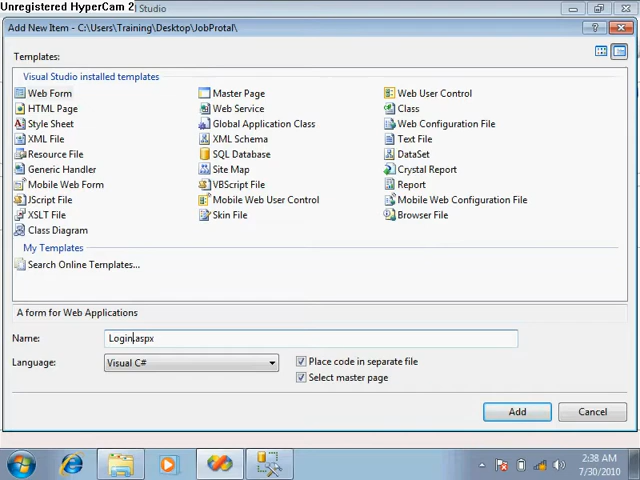 Unregistered HyperCam 2
Studio
Add New Item - C:\Users\Training\Desktop\JobProtal\
Templates:
Visual Studio installed templates
Web Form
Master Page
Web User Control
HTML Page
Web Service
Class
Style Sheet
Global Application Class
Web Configuration File
XML File
XML Schema
Text File
Resource File
SQL Database
DataSet
Generic Handler
Site Map
Crystal Report
Mobile Web Form
VBScript File
Report
JScript File
Mobile Web User Control
Mobile Web Configuration File
XSLT File
Skin File
Browser File
Class Diagram
My Templates
Search Online Templates...
A form for Web Applications
Name:
Login.aspx
Language:
Visual C#
Place code in separate file
Select master page
Add
Cancel
2:38 AM
7/30/2010